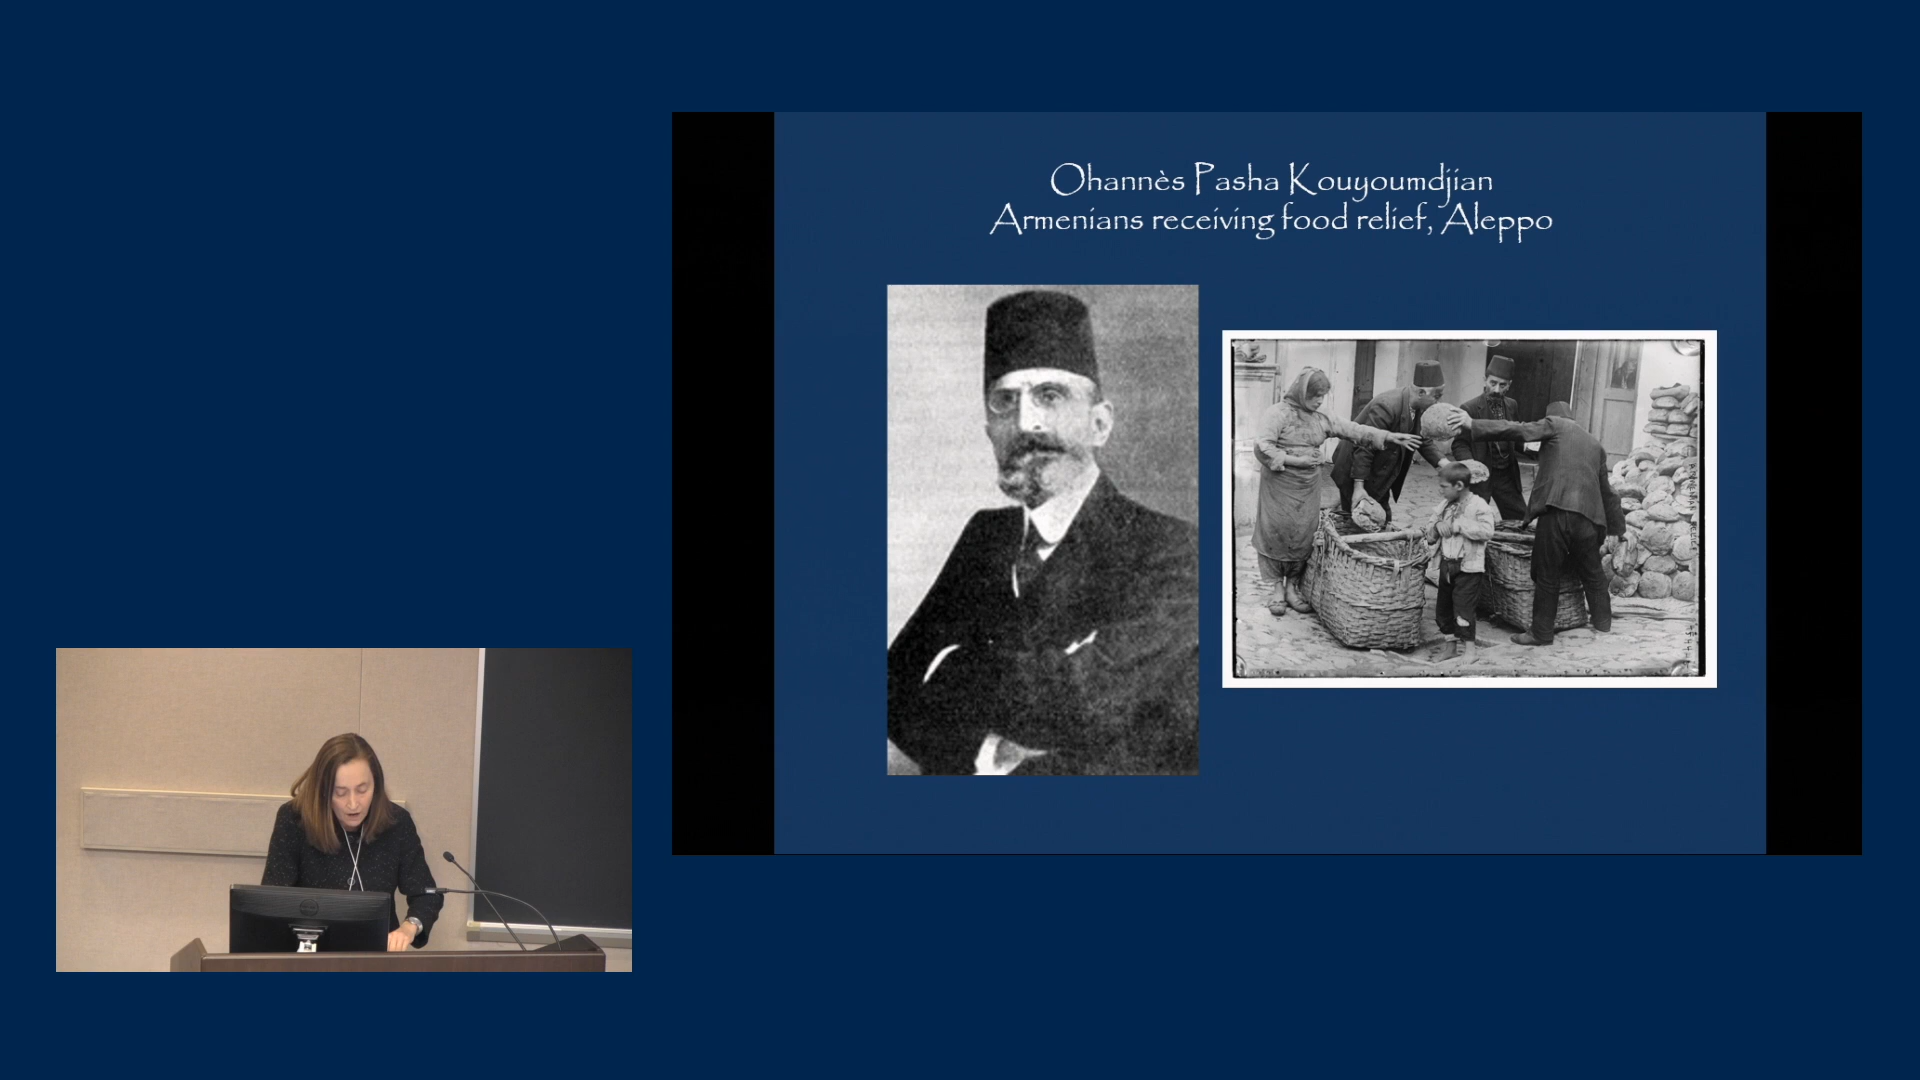 Ohannès Pasha Kouyoumdjian
Armenians receiving food relief, Aleppo